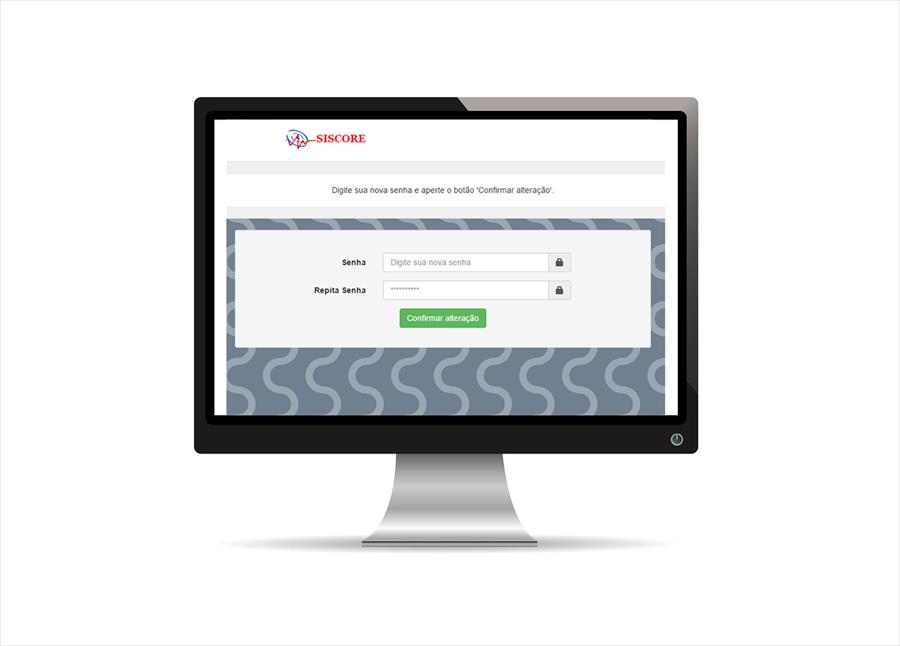 SISCORE
Digite sua nova senha e aperte o botão 'Confirmar alteração'.
Senha Digite sua nova senha
Repita Senha **********
Confirmar alteração